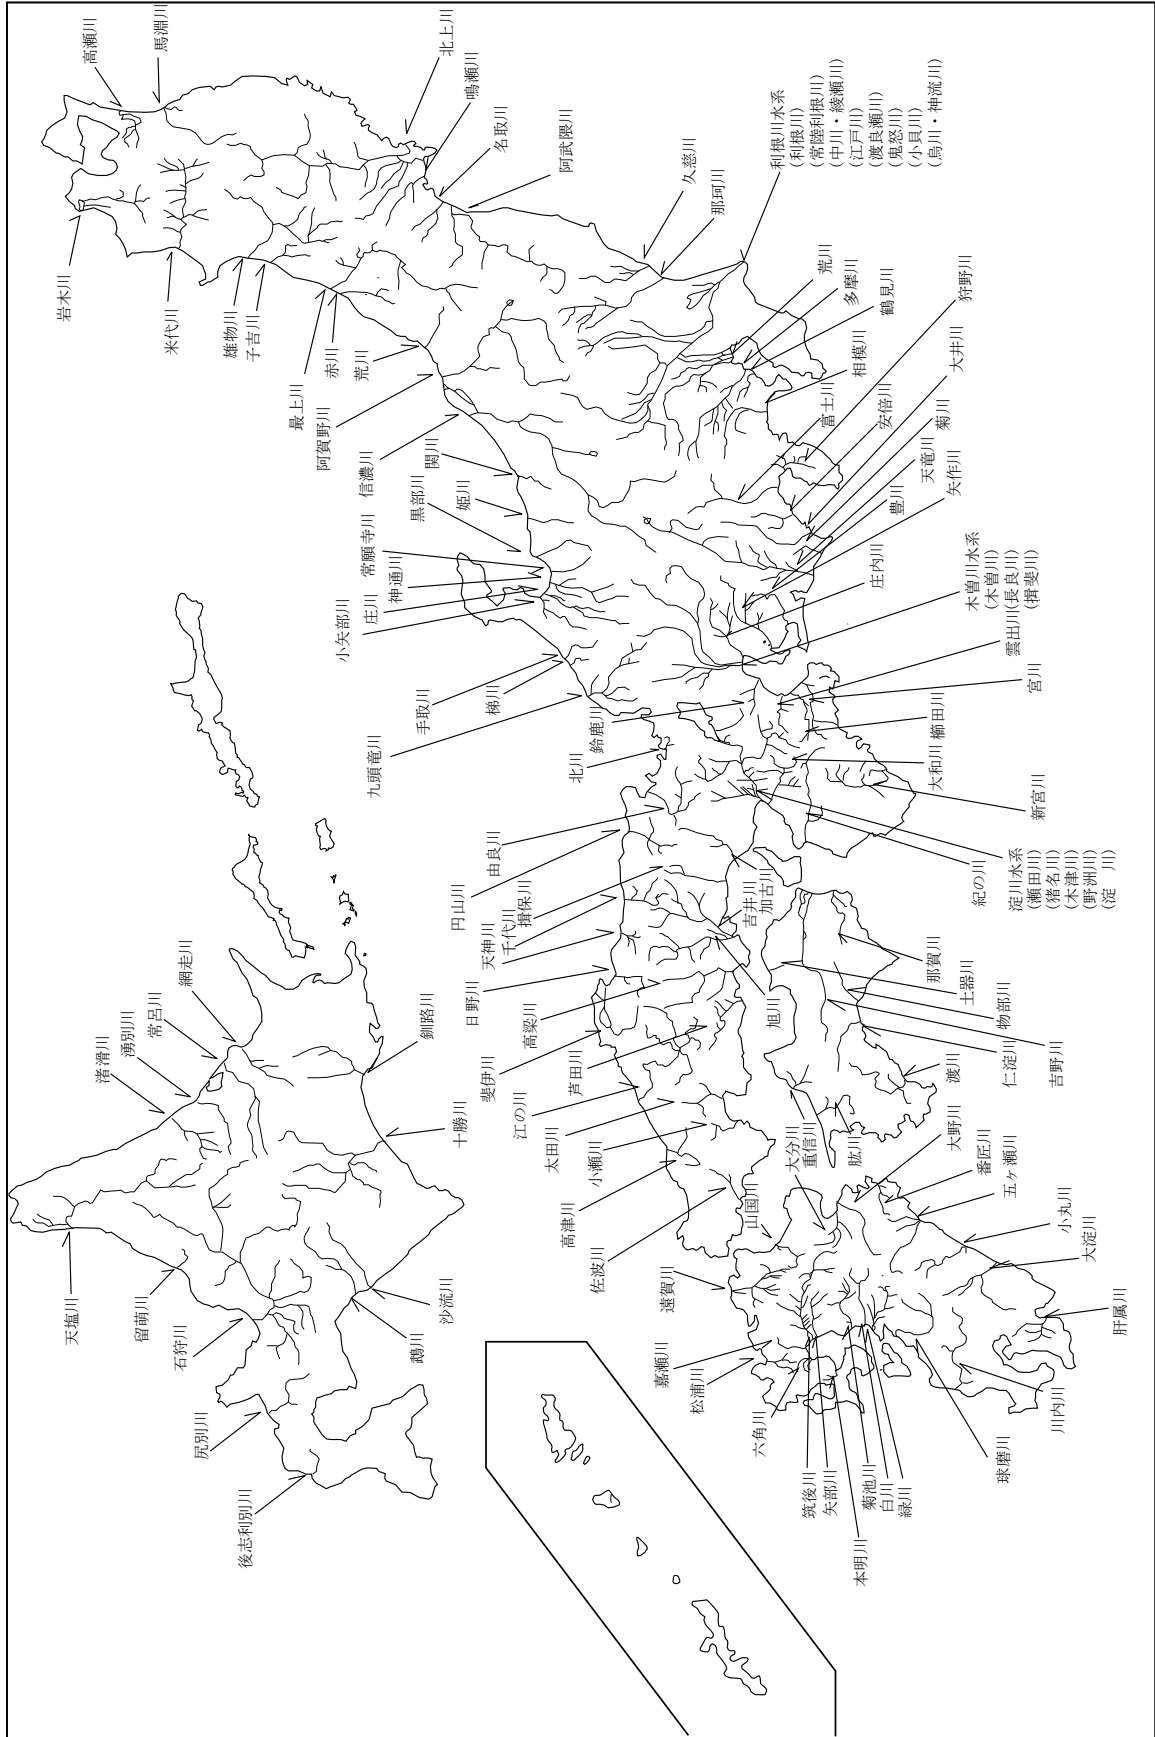 天塩川
留萌川
石狩川
尻別川
後志利別川
渚滑川
湧別川
常呂川
網走川
釧路川
十勝川
沙流川
鵡川
高瀬川
馬淵川
北上川
鳴瀬川
名取川
阿武隈川
岩木川
米代川
雄物川
子吉川
最上川
赤川
久慈川
那珂川
利根川水系
(利根川)
(常陸利根川)
(中川・綾瀬川)
(江戸川)
(渡良瀬川)
(鬼怒川)
(小貝川)
(烏川・神流川)
荒川
多摩川
鶴見川
相模川
富士川
荒川
阿賀野川
信濃川
関川
姫川
黒部川
常願寺川
神通川
庄川
小矢部川
手取川
梯川
狩野川
安倍川
大井川
菊川
天竜川
豊川
矢作川
庄内川
木曽川水系
(木曽川)
(長良川)
(揖斐川)
鈴鹿川
雲出川
櫛田川
宮川
九頭竜川
北川
由良川
淀川水系
(瀬田川)
(猪名川)
(木津川)
(野洲川)
(淀　川)
大和川
円山川
加古川
揖保川
紀の川
新宮川
千代川
天神川
日野川
斐伊川
江の川
高津川
吉井川
旭川
高梁川
芦田川
太田川
小瀬川
佐波川
吉野川
那賀川
土器川
重信川
肱川
物部川
仁淀川
渡川
遠賀川
山国川
筑後川
矢部川
松浦川
六角川
嘉瀬川
本明川
菊池川
白川
緑川
球磨川
大分川
大野川
番匠川
五ヶ瀬川
小丸川
大淀川
川内川
肝属川